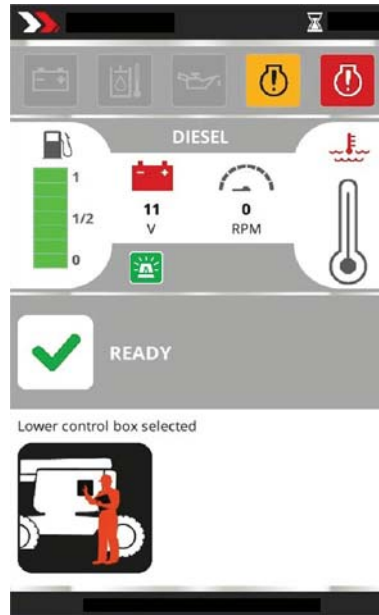 DIESEL
1
1/2
0
11
V
0
RPM
READY
Lower control box selected